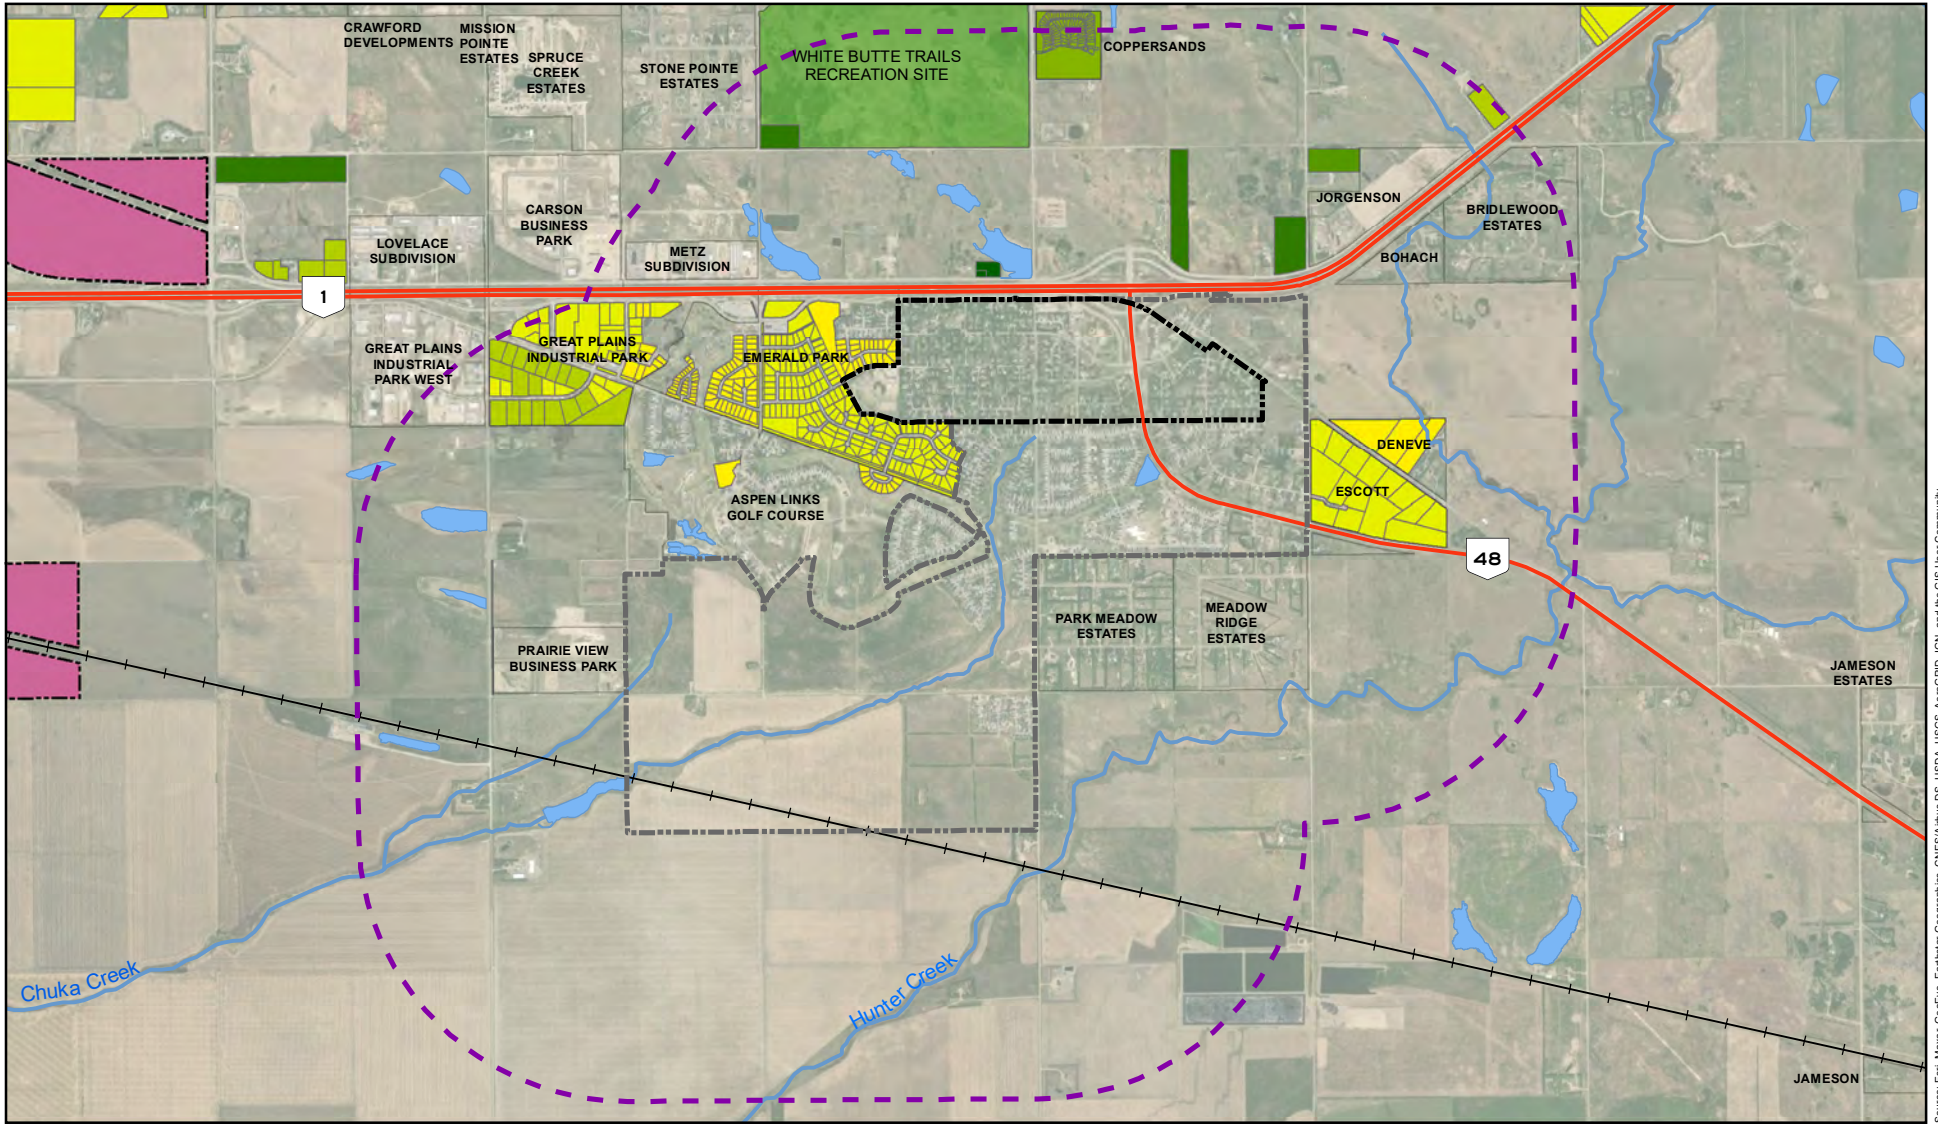 CRAWFORD
DEVELOPMENTS
MISSION
POINTE
ESTATES
SPRUCE
CREEK
ESTATES
STONE POINTE
ESTATES
WHITE BUTTE TRAILS
RECREATION SITE
COPPERSANDS
LOVELACE
SUBDIVISION
CARSON
BUSINESS
PARK
METZ
SUBDIVISION
JORGENSON
BRIDLEWOOD
ESTATES
BOHACH
1
GREAT PLAINS
INDUSTRIAL
PARK WEST
GREAT PLAINS
INDUSTRIAL PARK
EMERALD PARK
DENEVE
ESCOTT
ASPEN LINKS
GOLF COURSE
48
PARK MEADOW
ESTATES
MEADOW
RIDGE
ESTATES
PRAIRIE VIEW
BUSINESS PARK
JAMESON
ESTATES
Chuka Creek
Hunter Creek
JAMESON